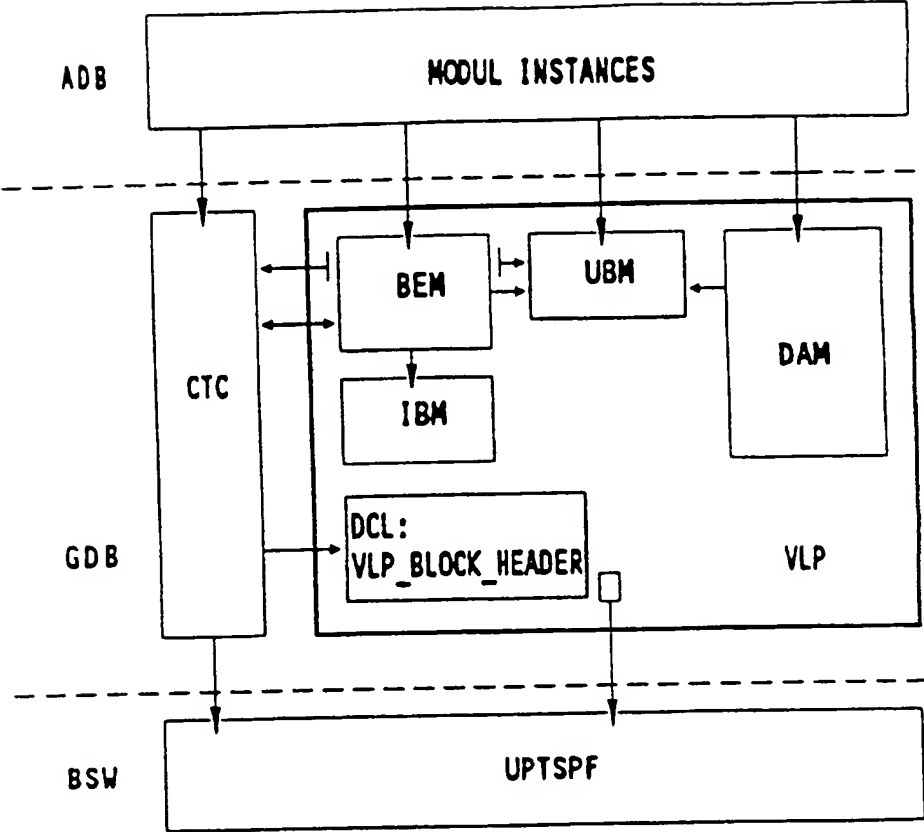 ADB
MODUL INSTANCES
BEM
UBM
DAM
CTC
IBM
DCL:
VLP_BLOCK_HEADER
GDB
VLP
BSW
UPTSPF